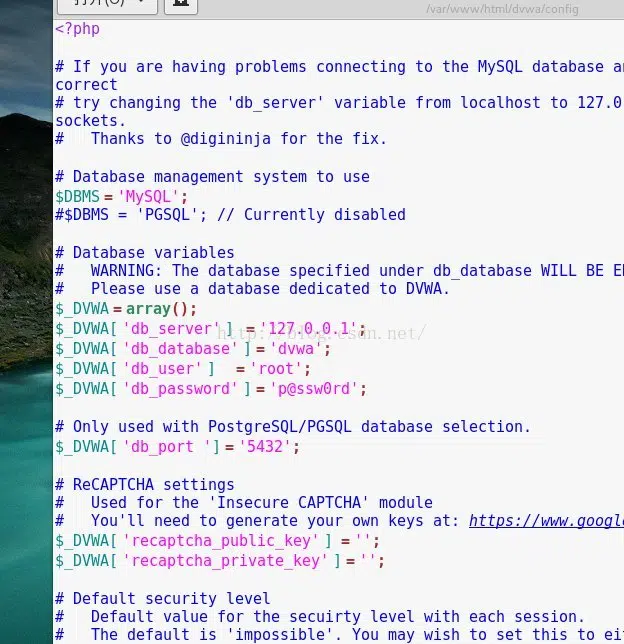 打开(O)
/var/www/html/dvwa/config
<?php
# If you are having problems connecting to the MySQL database
correct
# try changing the 'db_server' variable from localhost to 127.0
sockets.
#   Thanks to @digininja for the fix.
# Database management system to use
$DBMS = 'MySQL';
#$DBMS = 'PGSQL'; // Currently disabled
# Database variables
#   WARNING: The database specified under db_database WILL BE
#   Please use a database dedicated to DVWA.
$_DVWA = array();
$_DVWA[ 'db_server' ] = '127.0.0.1';
http://blog.csdn.net/
$_DVWA[ 'db_database' ] = 'dvwa';
$_DVWA[ 'db_user' ]   = 'root';
$_DVWA[ 'db_password' ] = 'p@ssw0rd';
# Only used with PostgreSQL/PGSQL database selection.
$_DVWA[ 'db_port '] = '5432';
# ReCAPTCHA settings
#   Used for the 'Insecure CAPTCHA' module
#   You'll need to generate your own keys at: https://www.google
$_DVWA[ 'recaptcha_public_key' ]  = '';
$_DVWA[ 'recaptcha_private_key' ] = '';
# Default security level
#   Default value for the secuirty level with each session.
#   The default is 'impossible'. You may wish to set this to